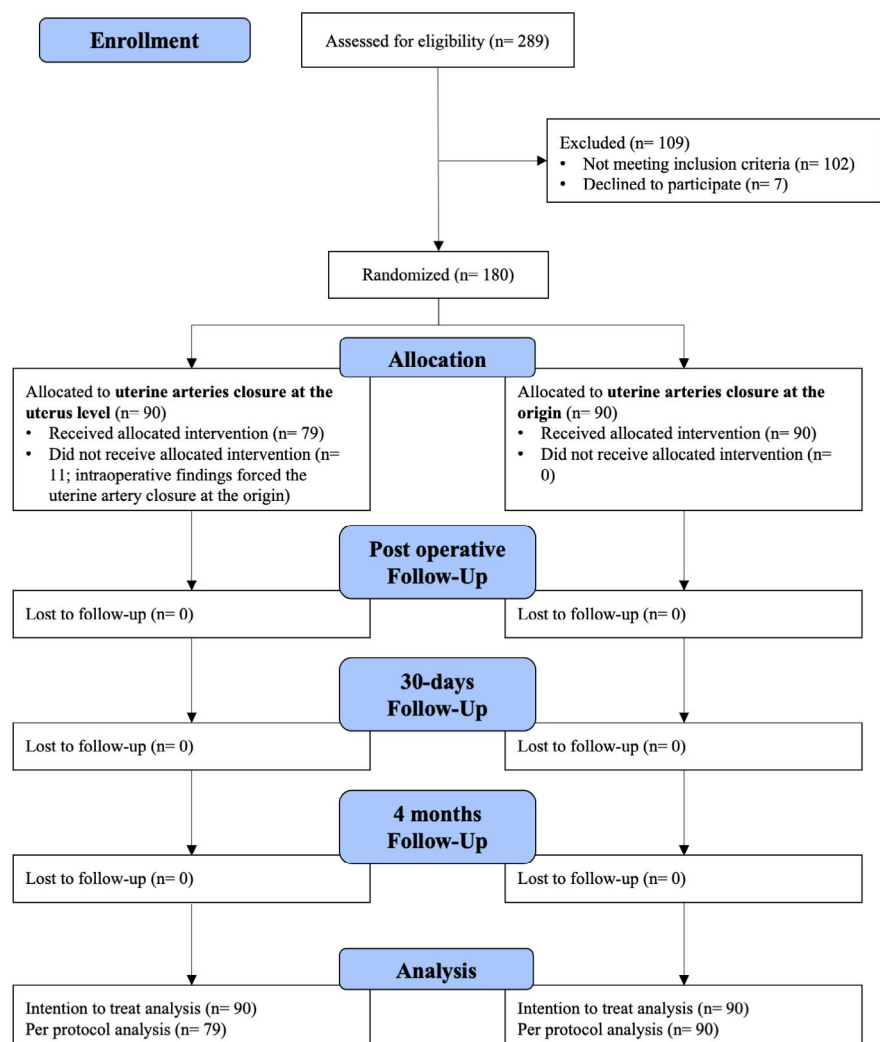 Enrollment
Assessed for eligibility (n= 289)
Excluded (n= 109)
• Not meeting inclusion criteria (n= 102)
• Declined to participate (n= 7)
Randomized (n= 180)
Allocation
Allocated to uterine arteries closure at the
uterus level (n= 90)
• Received allocated intervention (n= 79)
• Did not receive allocated intervention (n=
11; intraoperative findings forced the
uterine artery closure at the origin)
Allocated to uterine arteries closure at the
origin (n= 90)
• Received allocated intervention (n= 90)
• Did not receive allocated intervention (n=
0)
Post operative
Follow-Up
Lost to follow-up (n= 0)
Lost to follow-up (n= 0)
30-days
Follow-Up
Lost to follow-up (n= 0)
Lost to follow-up (n= 0)
4 months
Follow-Up
Lost to follow-up (n= 0)
Lost to follow-up (n= 0)
Analysis
Intention to treat analysis (n= 90)
Per protocol analysis (n= 79)
Intention to treat analysis (n= 90)
Per protocol analysis (n= 90)